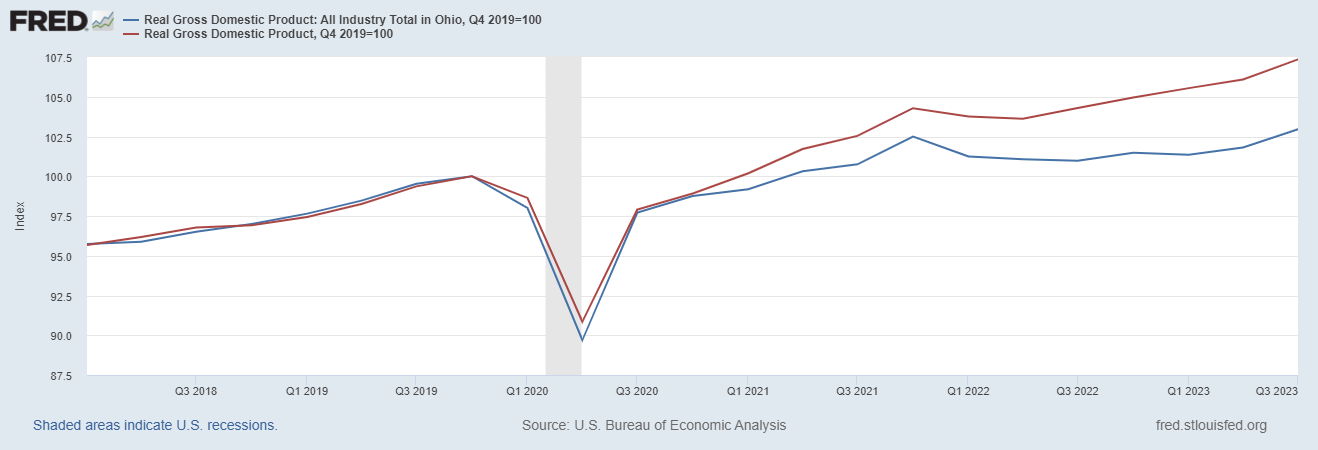 FRED
Real Gross Domestic Product: All Industry Total in Ohio, Q4 2019=100
Real Gross Domestic Product, Q4 2019=100
107.5
105.0
102.5
100.0
97.5
95.0
92.5
90.0
87.5
Index
Q3 2018 Q1 2019 Q3 2019 Q1 2020 Q3 2020 Q1 2021 Q3 2021 Q1 2022 Q3 2022 Q1 2023 Q3 2023
Shaded areas indicate U.S. recessions. Source: U.S. Bureau of Economic Analysis fred.stlouisfed.org